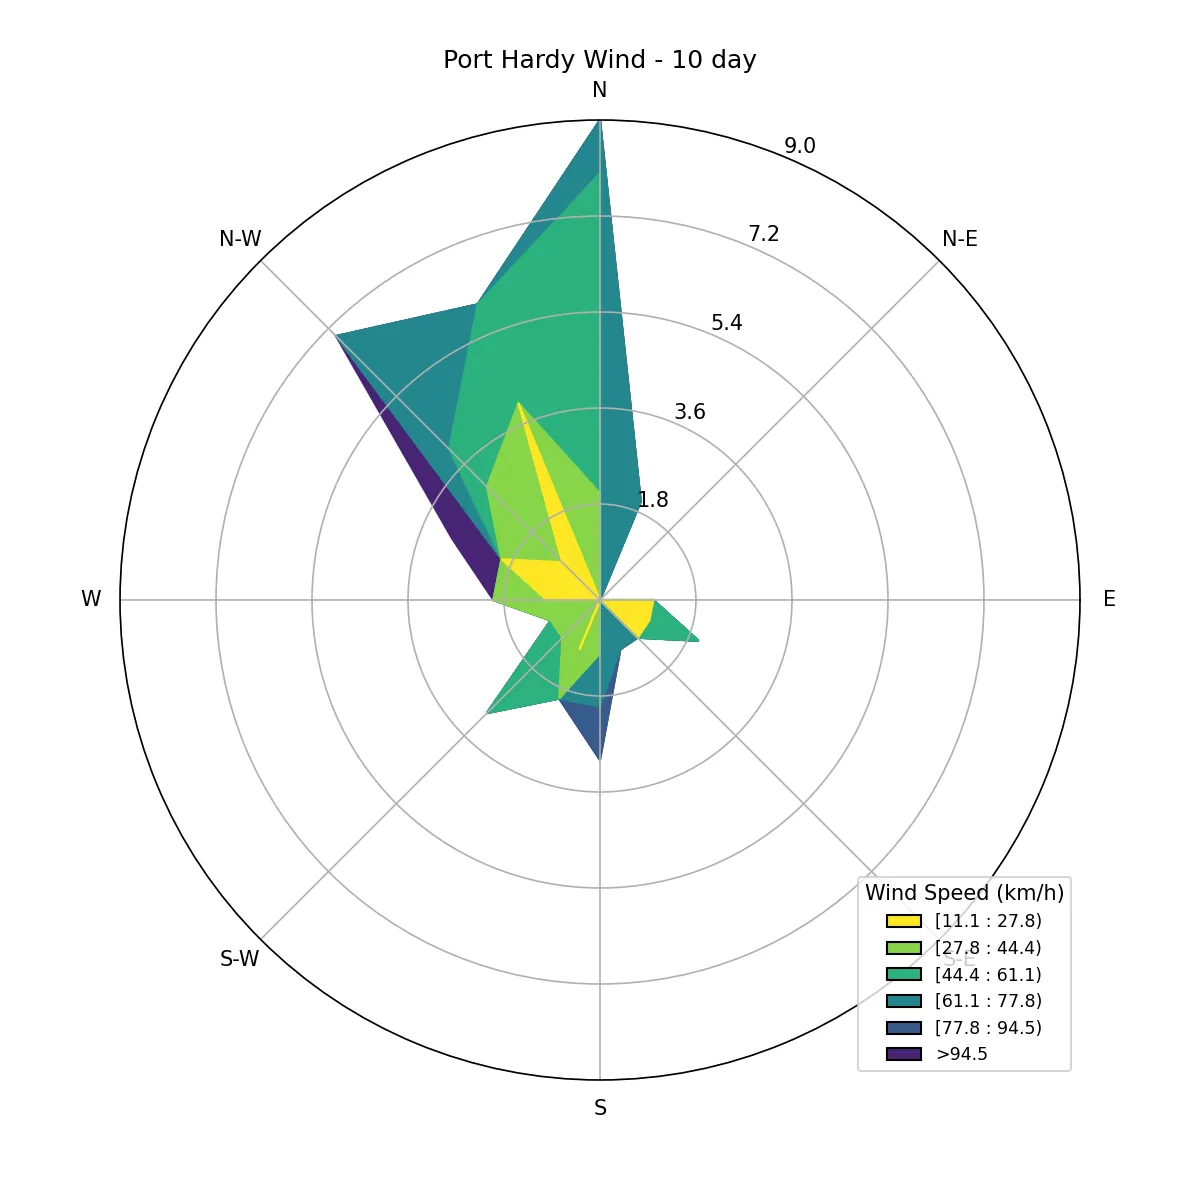 Port Hardy Wind - 10 day
N
9.0
N-W
7.2
N-E
5.4
3.6
1.8
W
E
S-W
S-E
S
Wind Speed (km/h)
[11.1 : 27.8)
[27.8 : 44.4)
[44.4 : 61.1)
[61.1 : 77.8)
[77.8 : 94.5)
>94.5